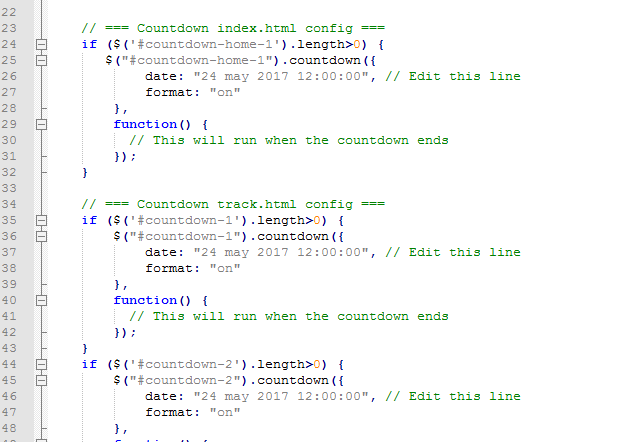 22
23 // === Countdown index.html config ===
24 if ($('#countdown-home-1').length>0) {
25 $("#countdown-home-1").countdown({
26 date: "24 may 2017 12:00:00", // Edit this line
27 format: "on"
28 },
29 function() {
30 // This will run when the countdown ends
31 });
32 }
33
34 // === Countdown track.html config ===
35 if ($('#countdown-1').length>0) {
36 $("#countdown-1").countdown({
37 date: "24 may 2017 12:00:00", // Edit this line
38 format: "on"
39 },
40 function() {
41 // This will run when the countdown ends
42 });
43 }
44 if ($('#countdown-2').length>0) {
45 $("#countdown-2").countdown({
46 date: "24 may 2017 12:00:00", // Edit this line
47 format: "on"
48 },